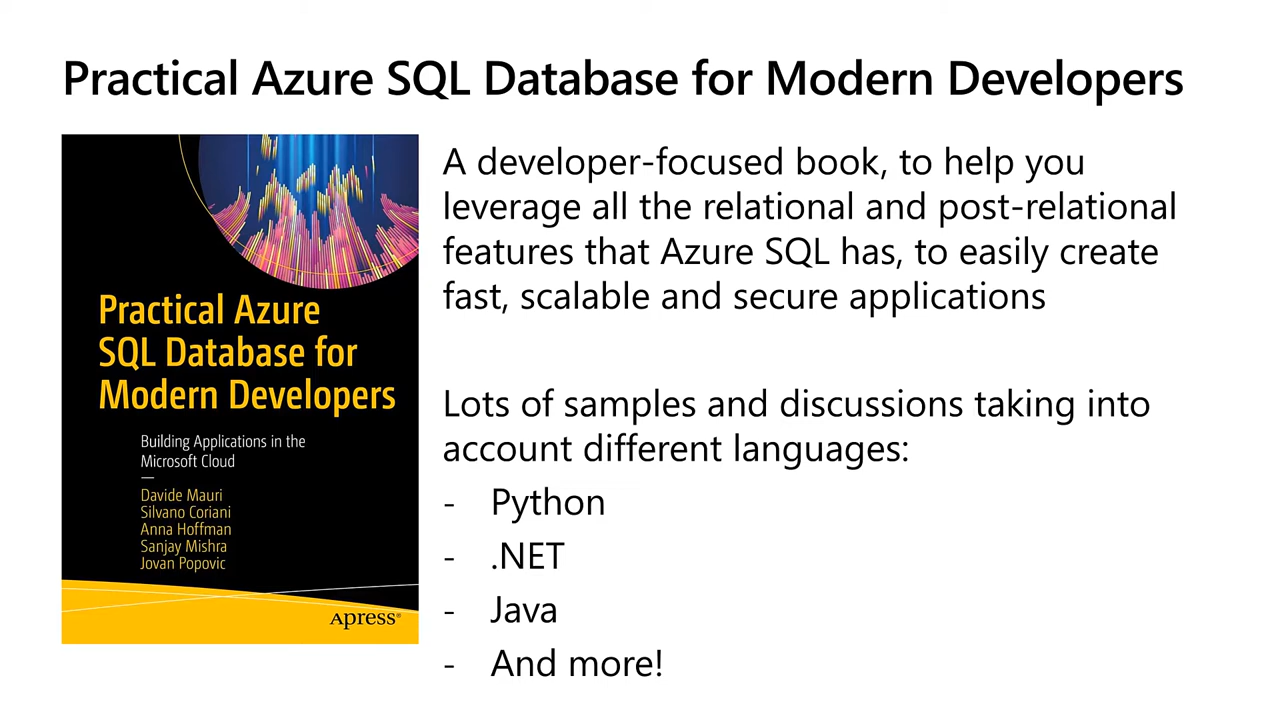 Practical Azure SQL Database for Modern Developers
Practical Azure
SQL Database for
Modern Developers
Building Applications in the
Microsoft Cloud
—
Davide Mauri
Silvano Coriani
Anna Hoffman
Sanjay Mishra
Jovan Popovic
Apress®
A developer-focused book, to help you
leverage all the relational and post-relational
features that Azure SQL has, to easily create
fast, scalable and secure applications
Lots of samples and discussions taking into
account different languages:
- Python
- .NET
- Java
- And more!